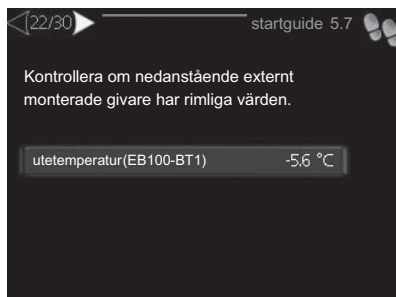 22/30
startguide 5.7
Kontrollera om nedanstående externt
monterade givare har rimliga värden.
utetemperatur(EB100-BT1) -5.6 °C